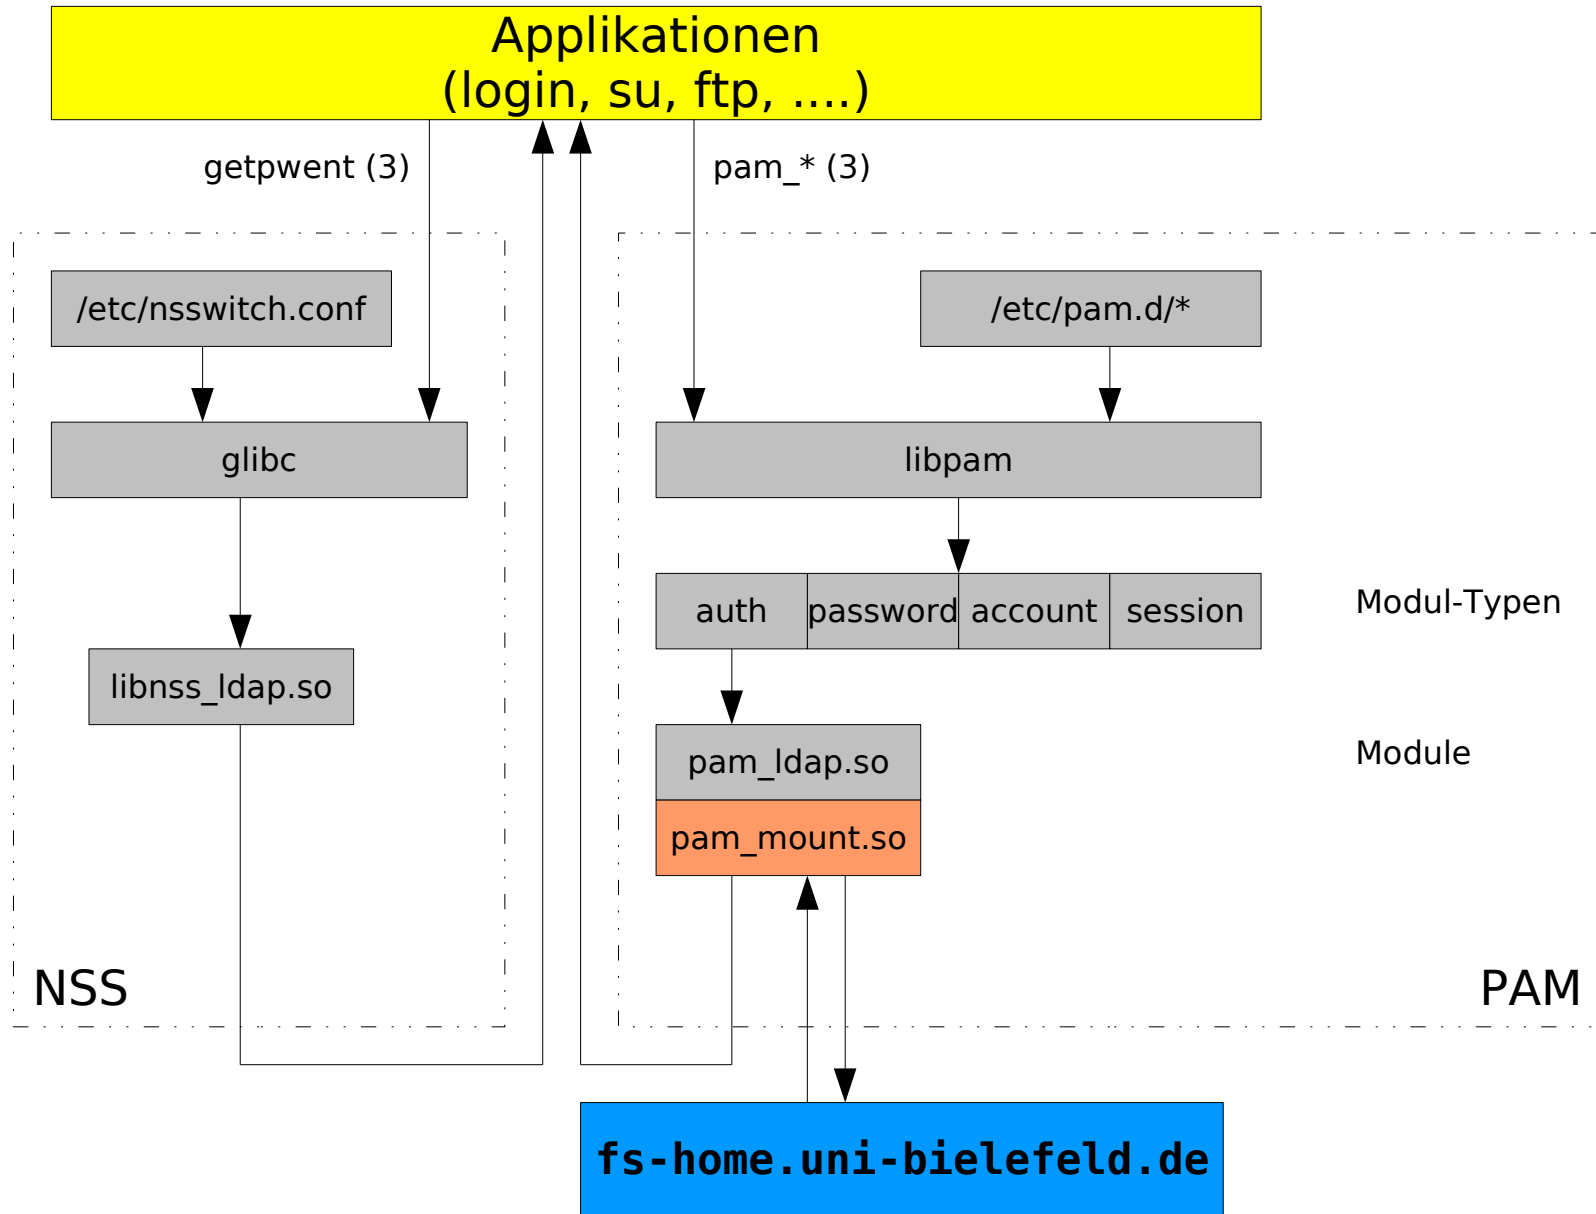 Applikationen
(login, su, ftp, ....)
getpwent (3)
pam_* (3)
/etc/nsswitch.conf
/etc/pam.d/*
glibc
libpam
auth
password
account
session
Modul-Typen
libnss_ldap.so
pam_ldap.so
Module
pam_mount.so
NSS
PAM
fs-home.uni-bielefeld.de